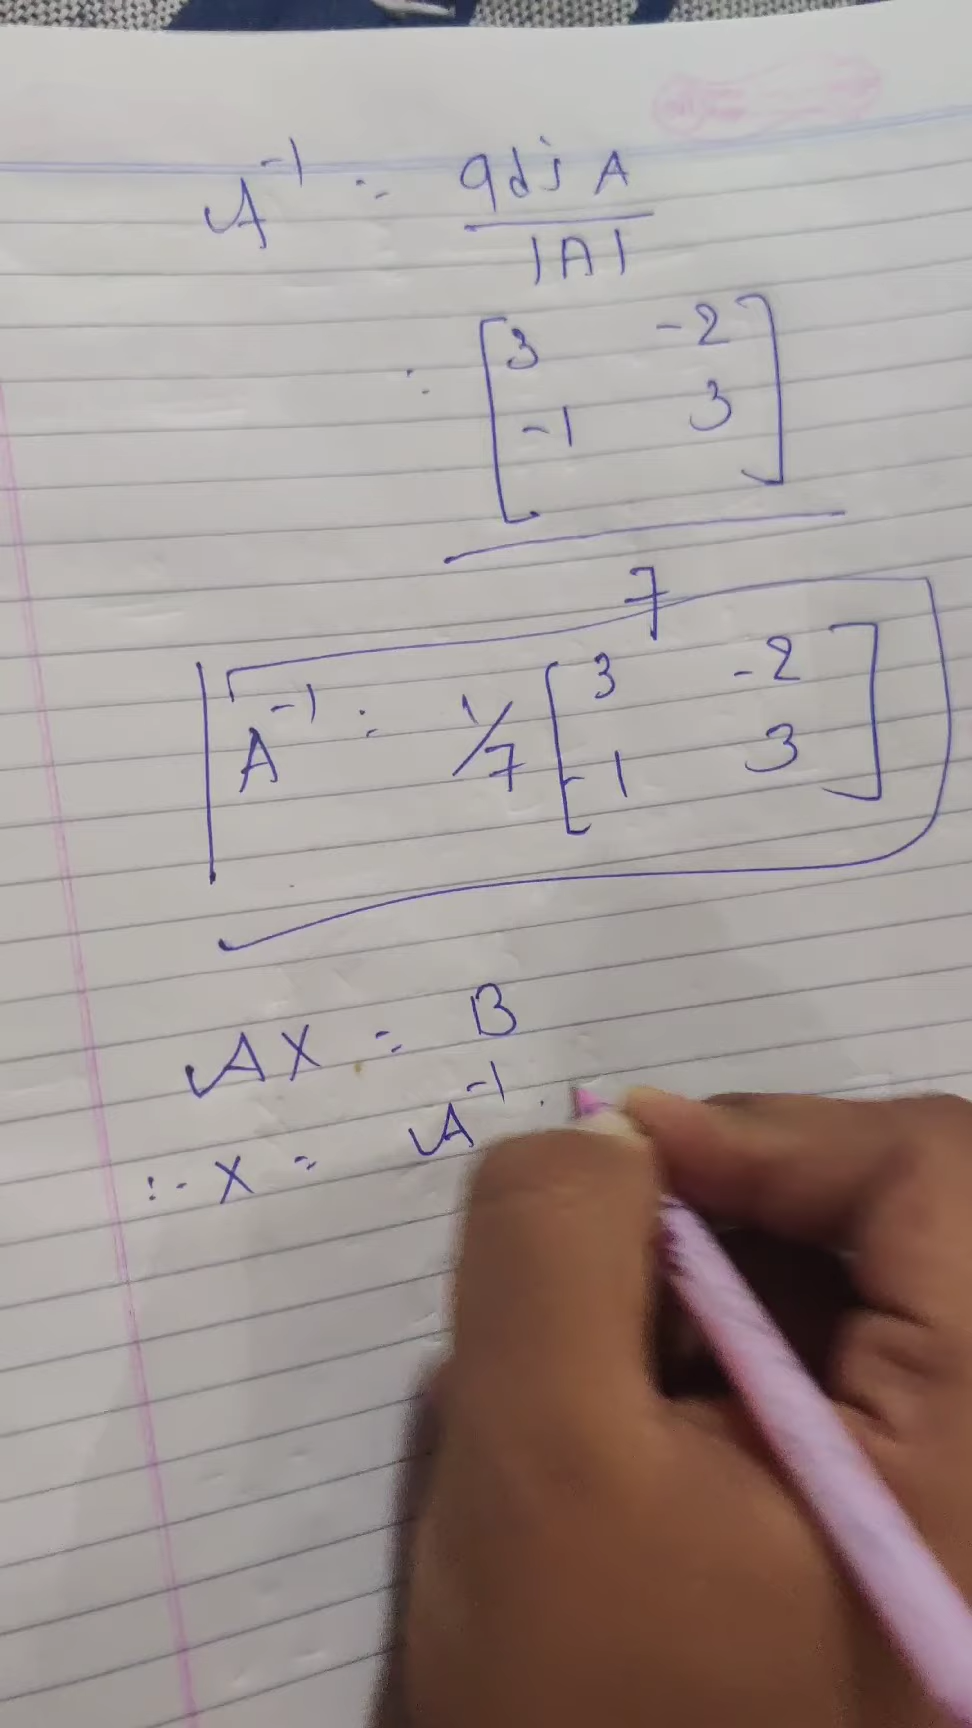 A⁻¹ = adj A
|A|
= [3 -2
-1 3]
7
A⁻¹ = 1/7 [3 -2
-1 3]
AX = B
∴ X = A⁻¹ ·